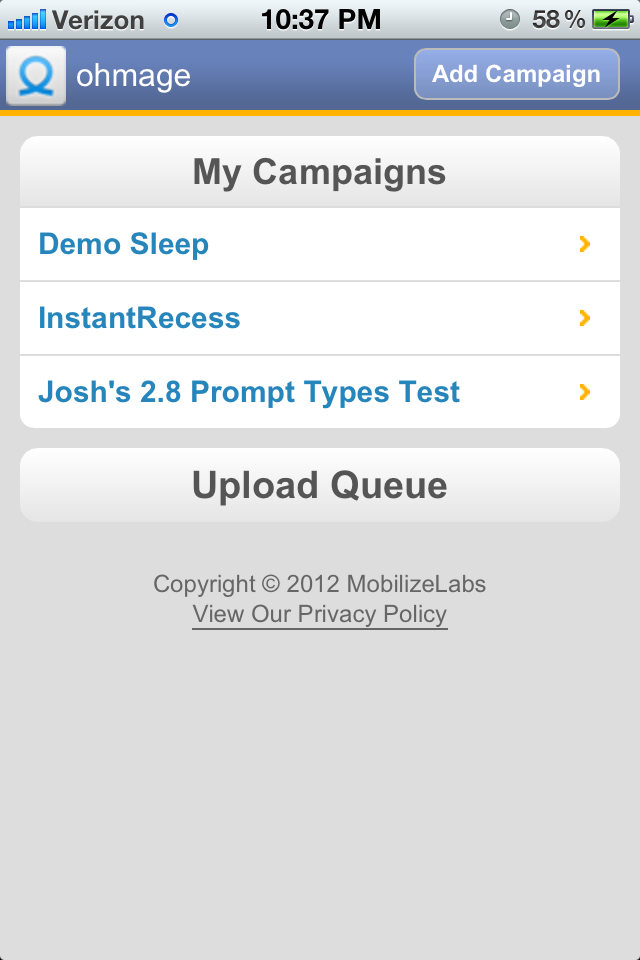 Verizon 10:37 PM 58%
ohmage Add Campaign
My Campaigns
Demo Sleep
InstantRecess
Josh's 2.8 Prompt Types Test
Upload Queue
Copyright © 2012 MobilizeLabs
View Our Privacy Policy